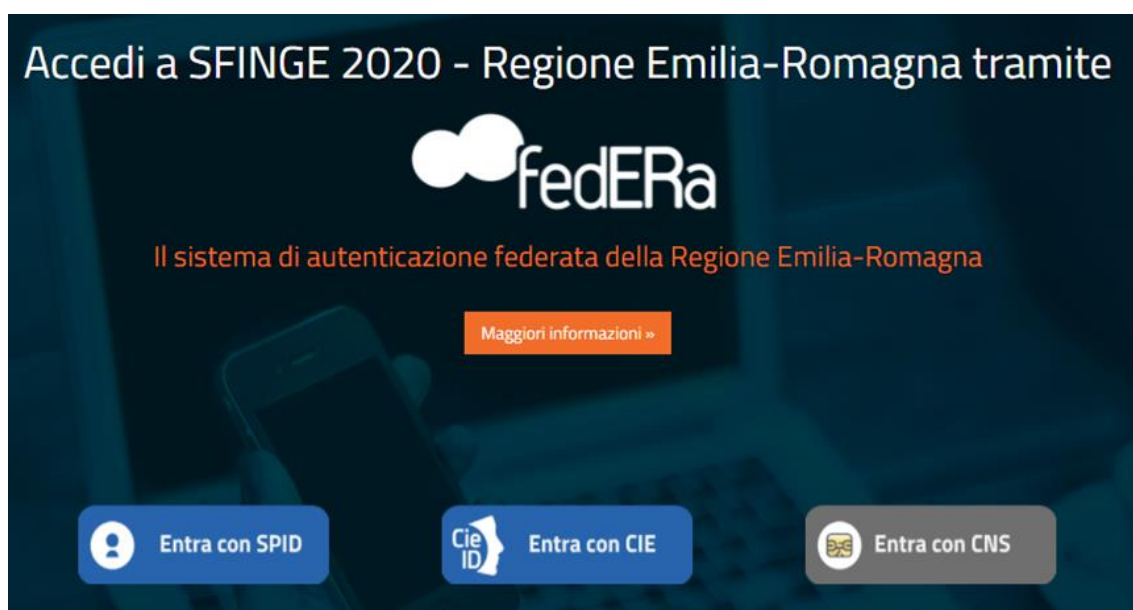 Accedi a SFINGE 2020 - Regione Emilia-Romagna tramite
fedERa
Il sistema di autenticazione federata della Regione Emilia-Romagna
Maggiori informazioni »
Entra con SPID
Cie
ID
Entra con CIE
Entra con CNS